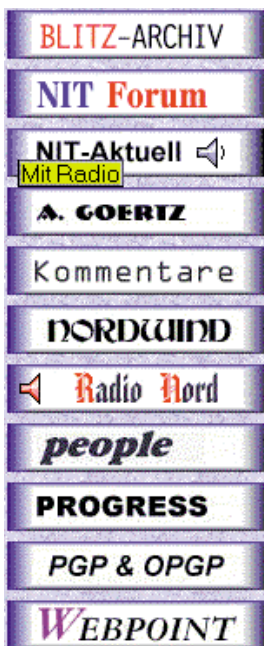 BLITZ-ARCHIV
NIT Forum
NIT-Aktuell
Mit Radio
A. GOERTZ
Kommentare
NORDWIND
Radio Nord
people
PROGRESS
PGP & OPGP
WEBPOINT